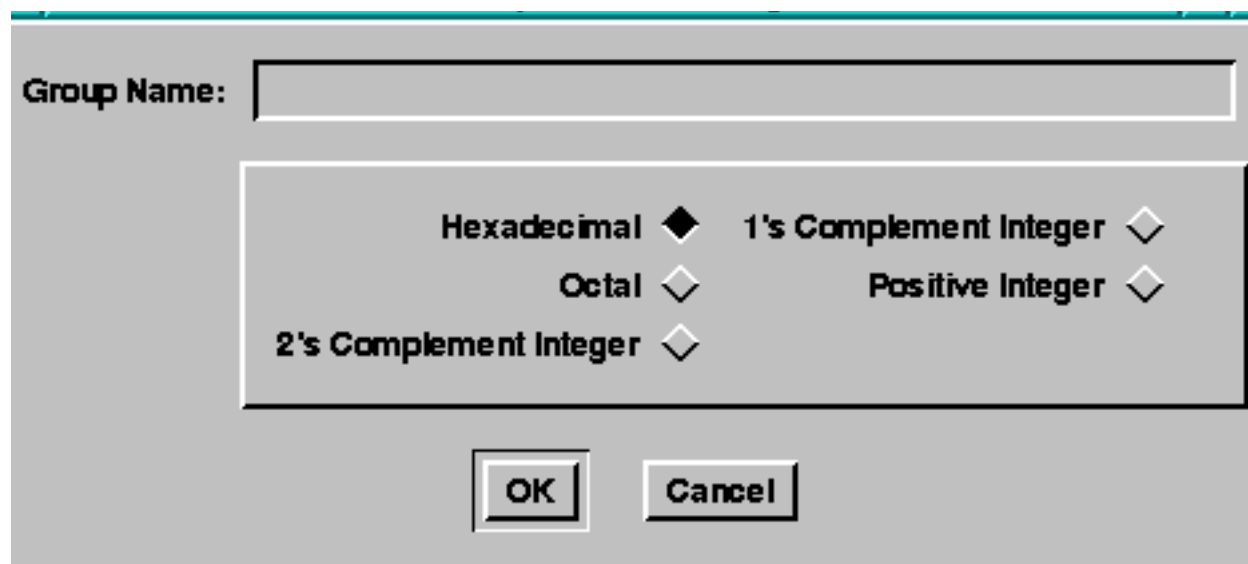 Group Name:
Hexadecimal 1's Complement Integer
Octal Positive Integer
2's Complement Integer
OK Cancel